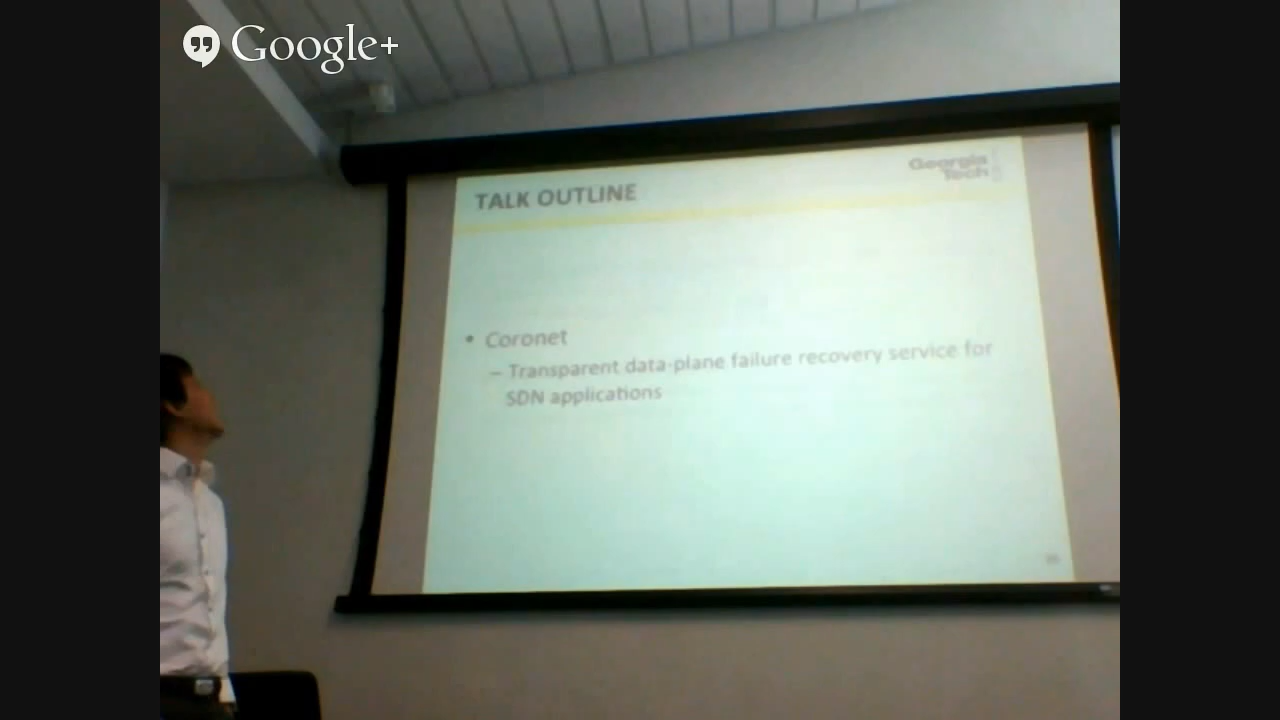 Google+
Georgia
Tech
TALK OUTLINE
• Coronet
– Transparent data-plane failure recovery service for
SDN applications